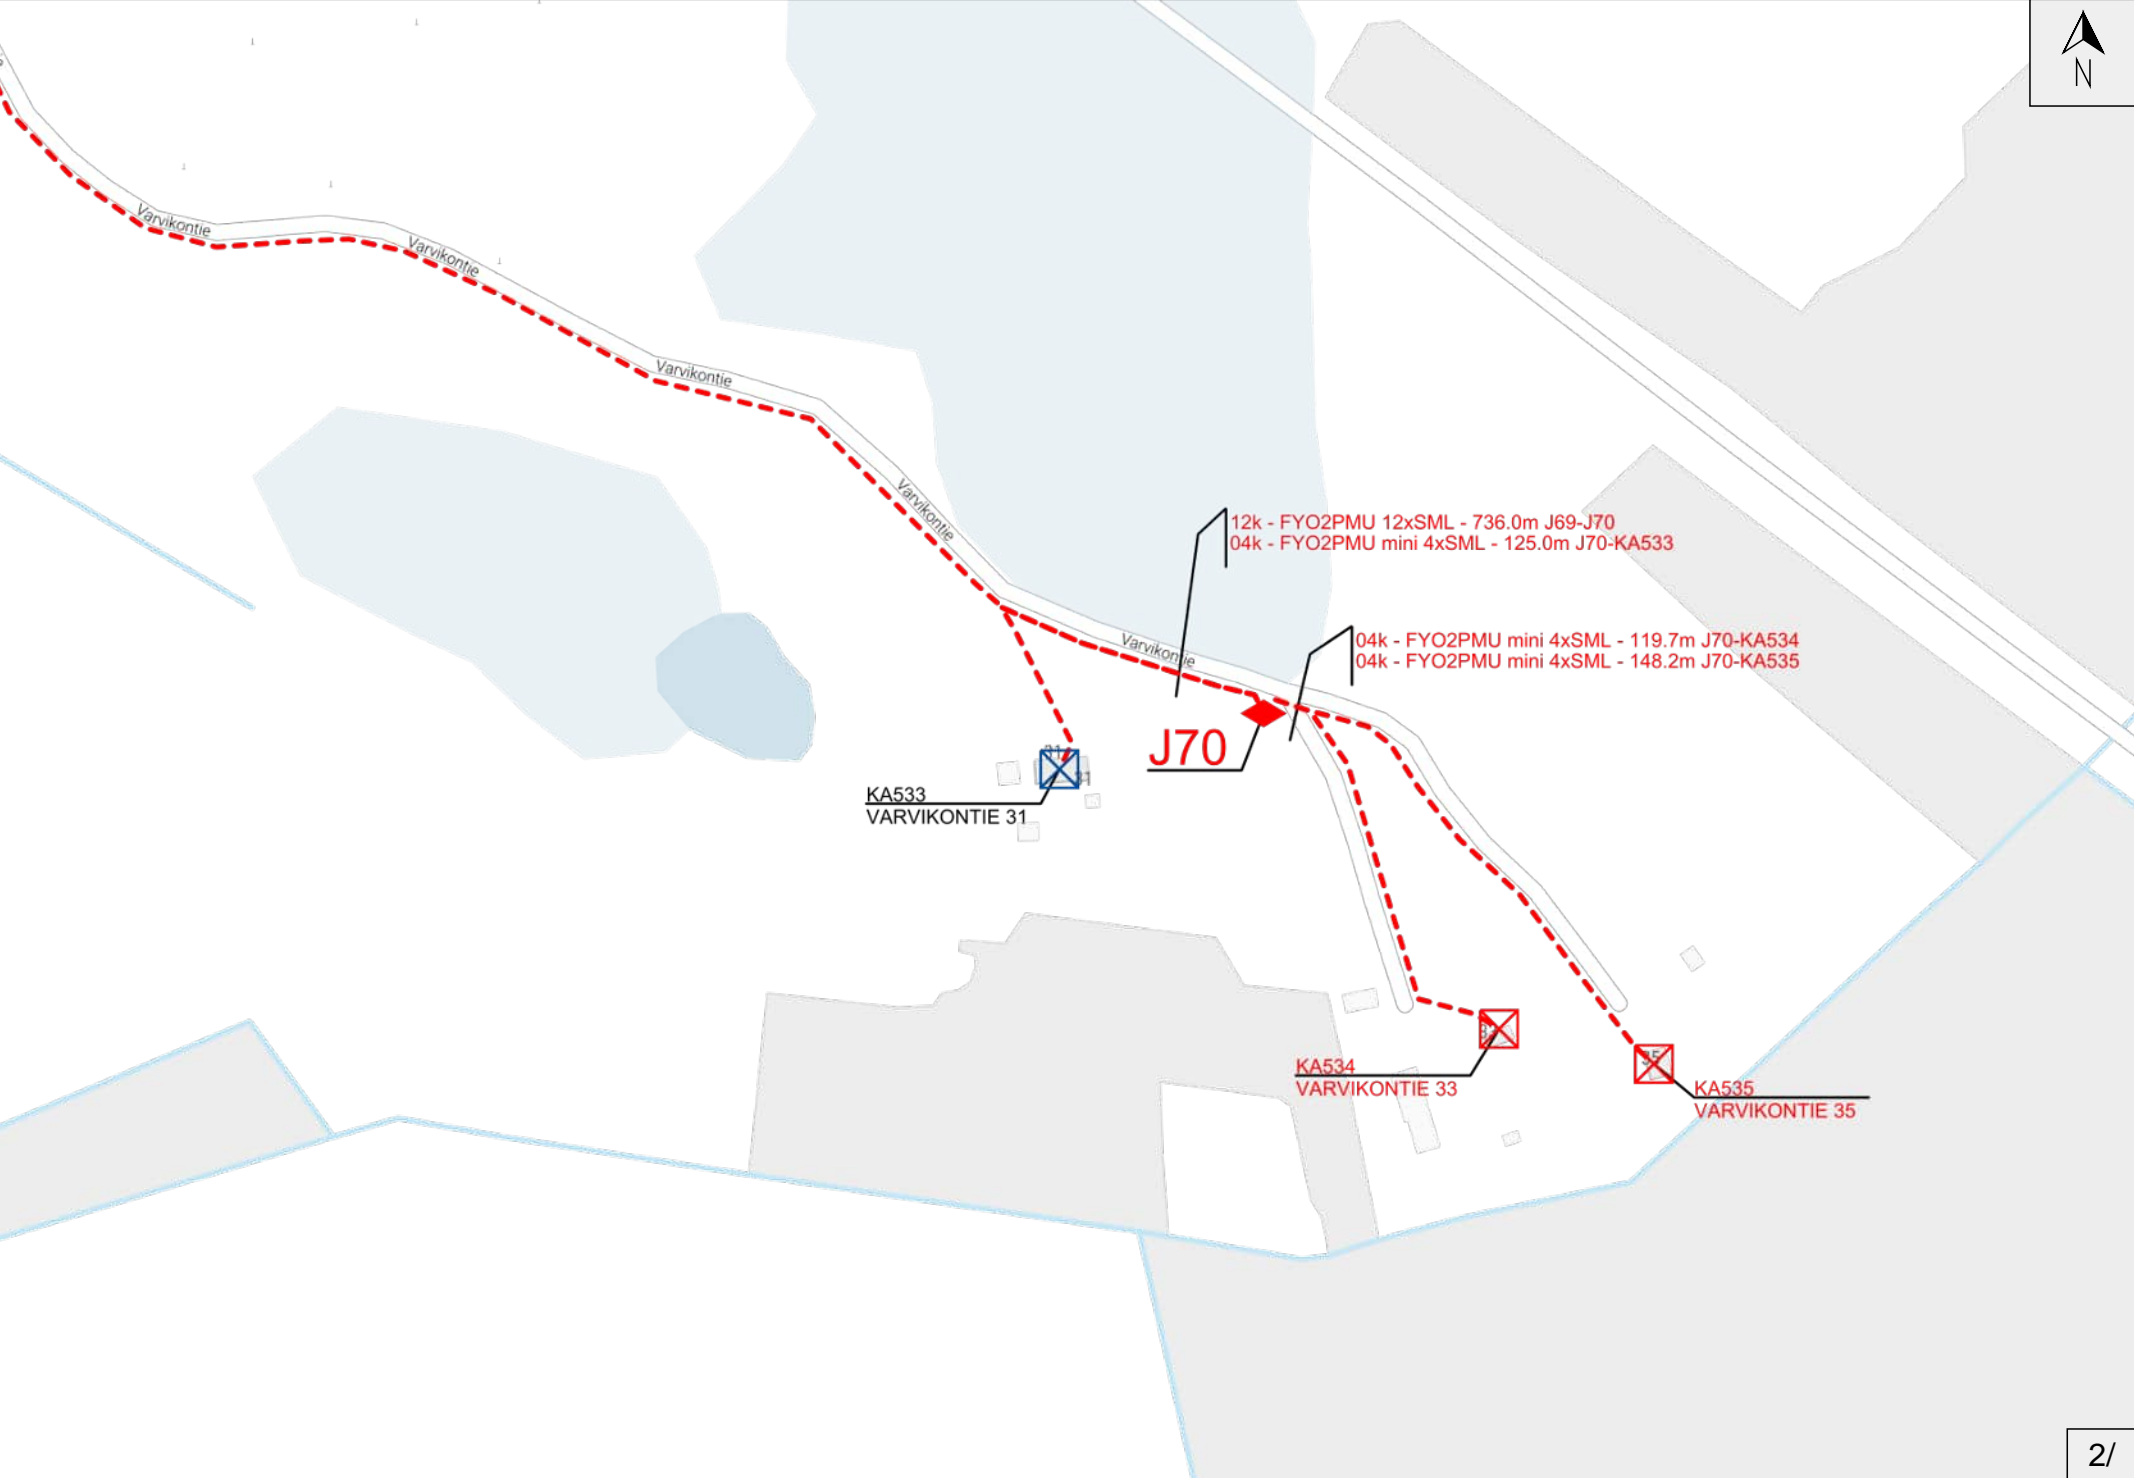 N
Varvikontie
Varvikontie
Varvikontie
Varvikontie
12k - FYO2PMU 12xSML - 736.0m J69-J70
04k - FYO2PMU mini 4xSML - 125.0m J70-KA533
Varvikontie
04k - FYO2PMU mini 4xSML - 119.7m J70-KA534
04k - FYO2PMU mini 4xSML - 148.2m J70-KA535
J70
31
KA533
VARVIKONTIE 31
KA534
VARVIKONTIE 33
35
KA535
VARVIKONTIE 35
2/